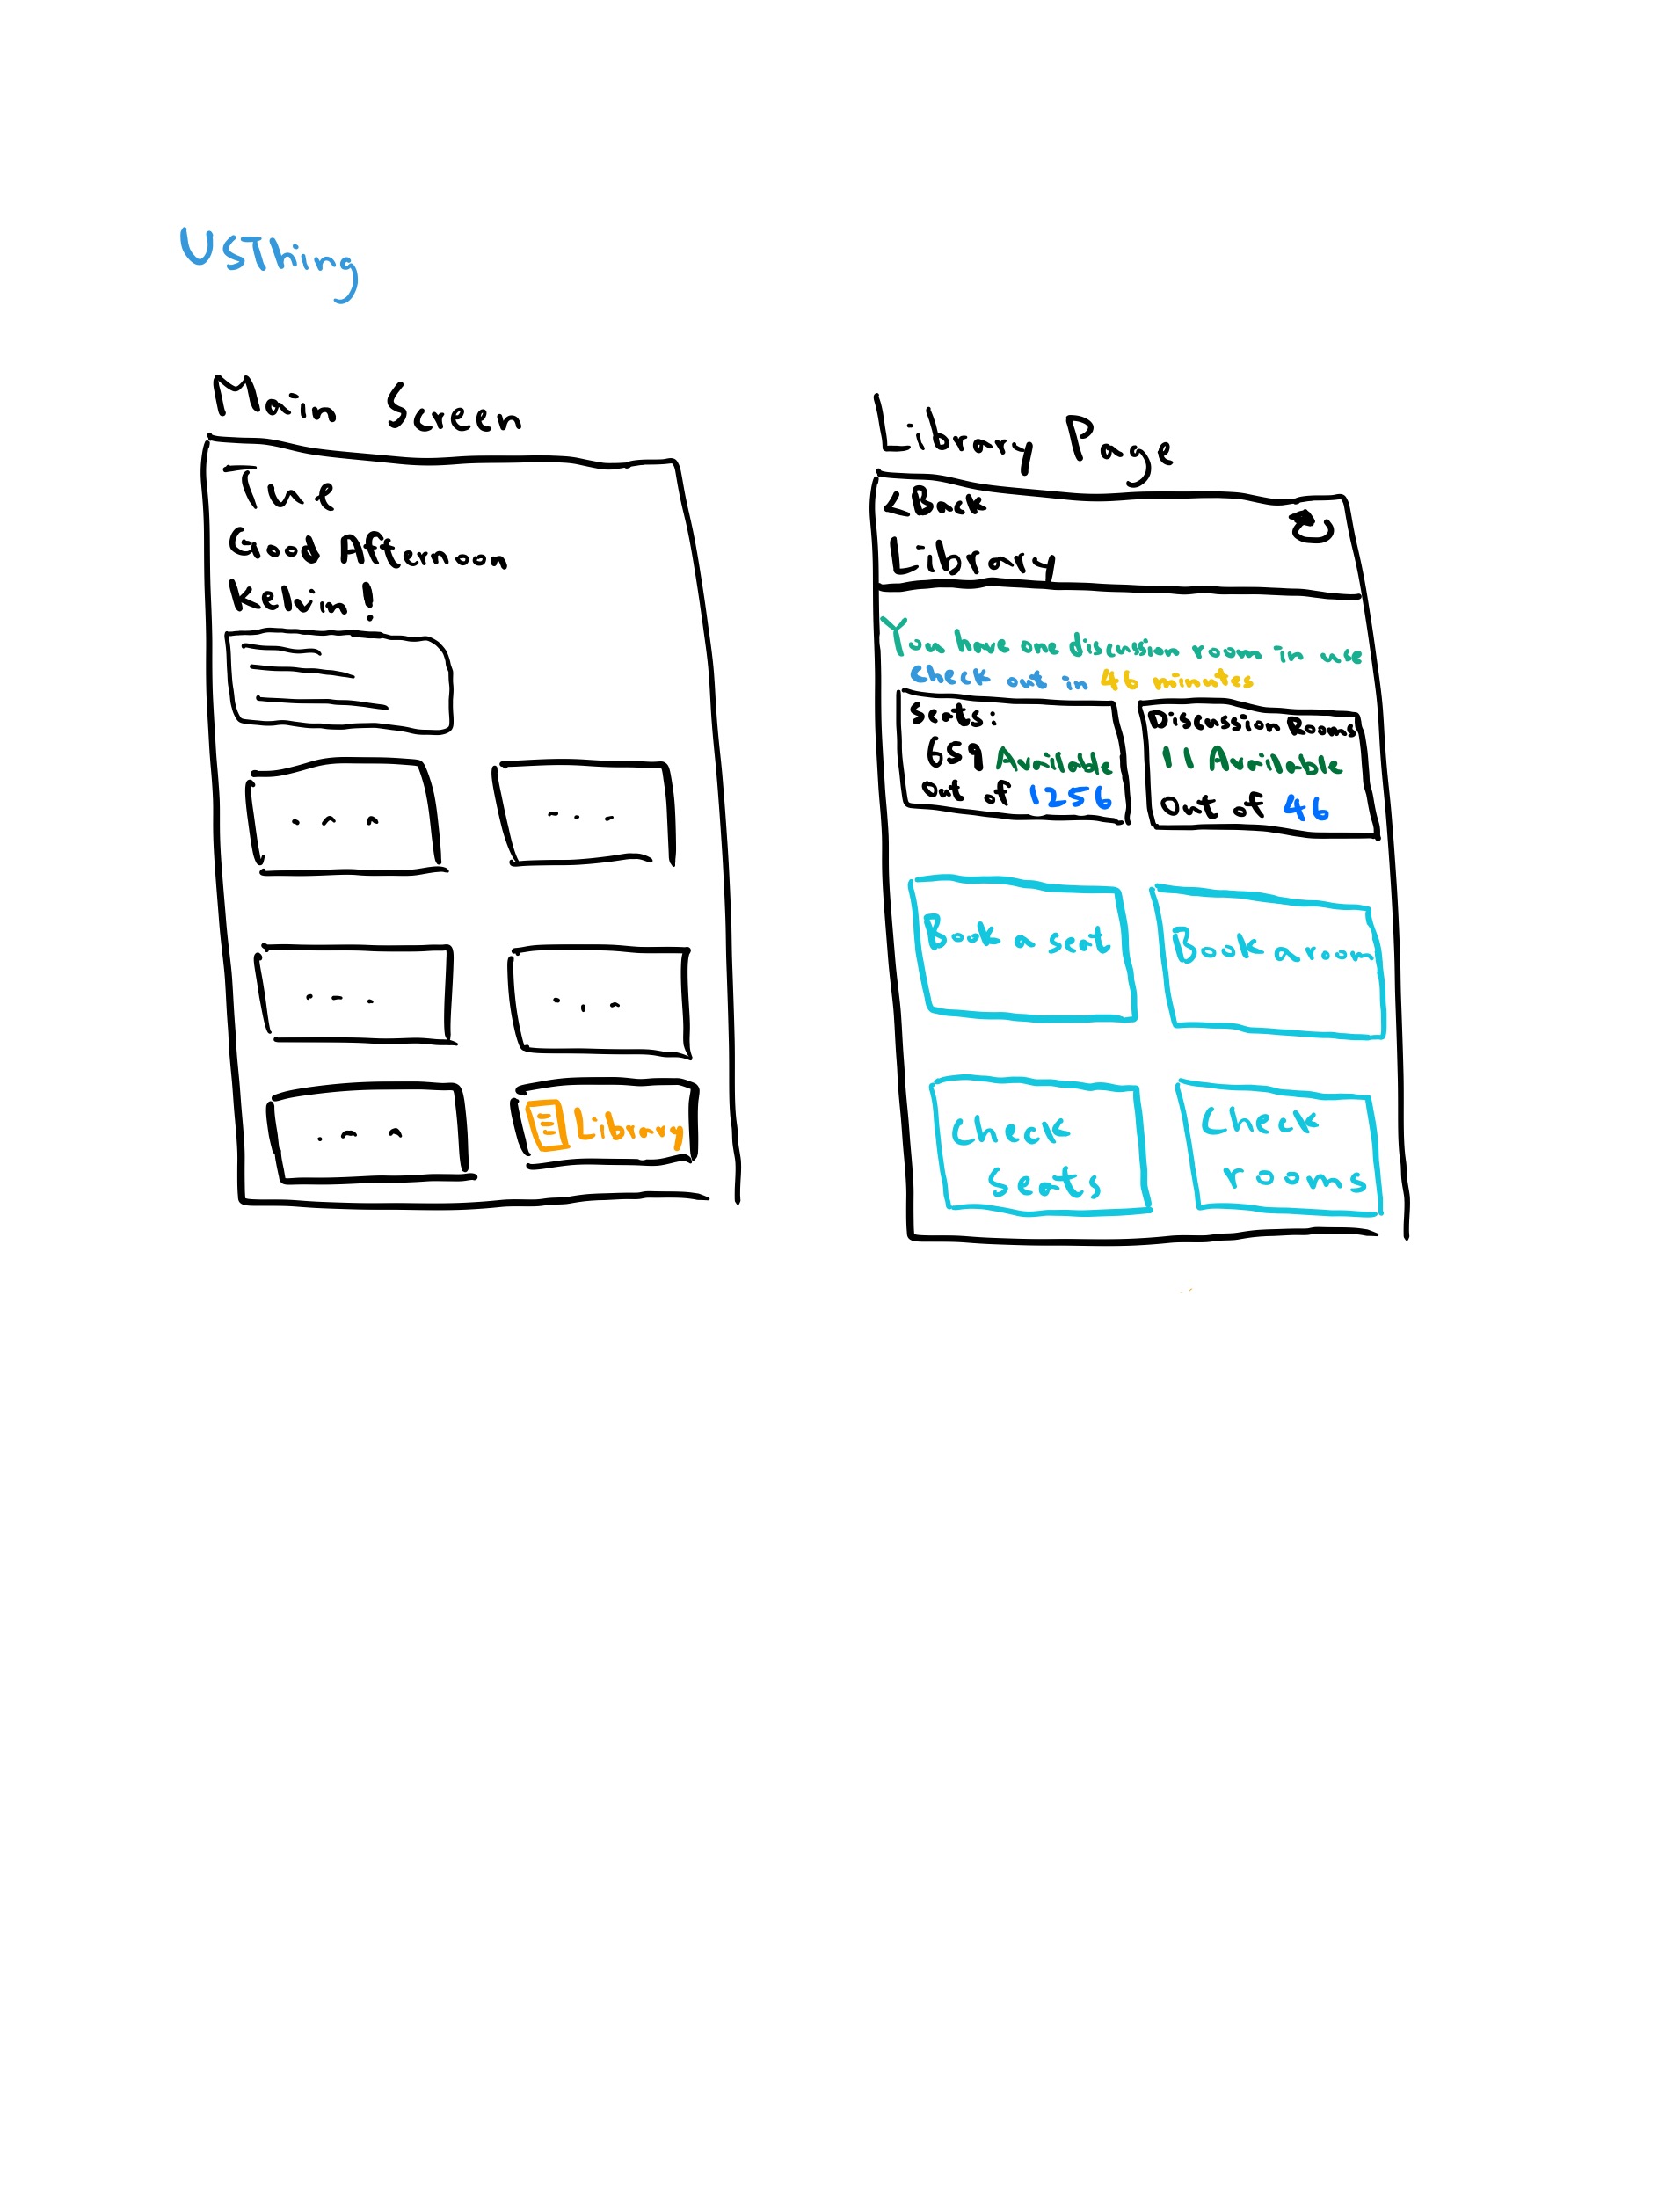 USThing
Main Screen
Time
Good Afternoon
Kelvin!
...
...
...
...
...
Library
Library Page
<Back
Library
You have one discussion room in use
check out in 46 minutes
Seats:
659 Available
Out of 1256
Discussion Rooms
11 Available
Out of 46
Book a seat
Book a room
Check
seats
Check
rooms